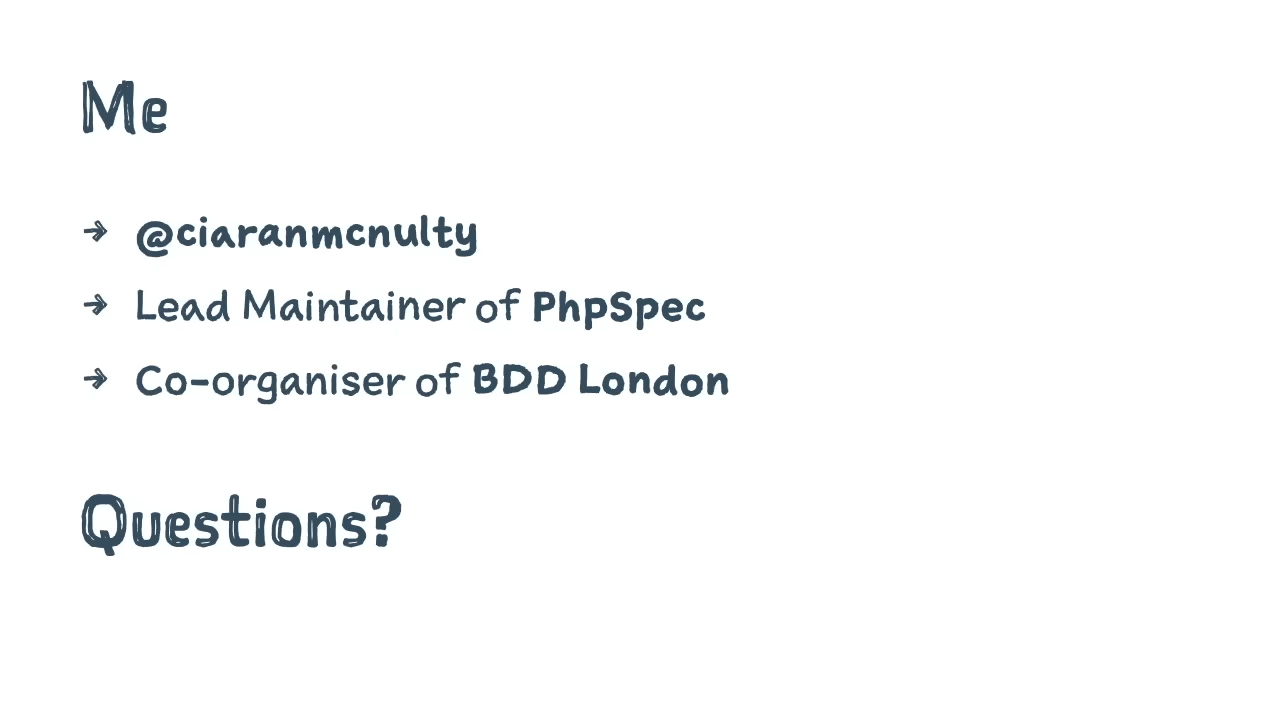 Me
→ @ciaranmcnulty
→ Lead Maintainer of PhpSpec
→ Co-organiser of BDD London
Questions?